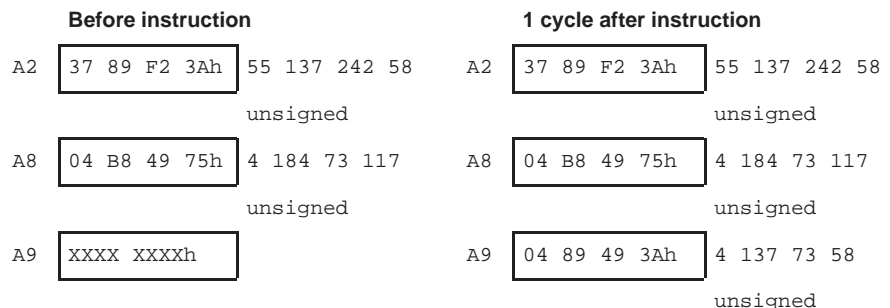 Before instruction 1 cycle after instruction
A2 37 89 F2 3Ah 55 137 242 58 A2 37 89 F2 3Ah 55 137 242 58
unsigned unsigned
A8 04 B8 49 75h 4 184 73 117 A8 04 B8 49 75h 4 184 73 117
unsigned unsigned
A9 XXXX XXXXh A9 04 89 49 3Ah 4 137 73 58
unsigned